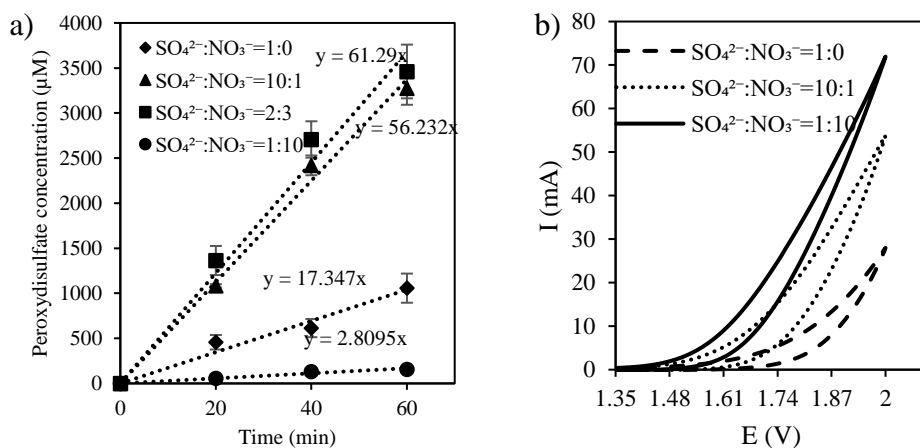 a)
Peroxydisulfate concentration (µM)
4000
3500
3000
2500
2000
1500
1000
500
0
SO₄²⁻:NO₃⁻=1:0
SO₄²⁻:NO₃⁻=10:1
SO₄²⁻:NO₃⁻=2:3
SO₄²⁻:NO₃⁻=1:10
y = 61.29x
y = 56.232x
y = 17.347x
y = 2.8095x
0 20 40 60
Time (min)
b)
I (mA)
80
70
60
50
40
30
20
10
0
SO₄²⁻:NO₃⁻=1:0
SO₄²⁻:NO₃⁻=10:1
SO₄²⁻:NO₃⁻=1:10
1.35 1.48 1.61 1.74 1.87 2
E (V)